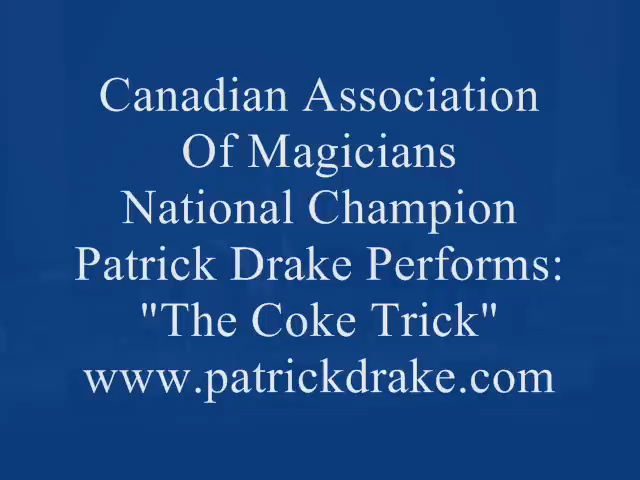 Canadian Association
Of Magicians
National Champion
Patrick Drake Performs:
"The Coke Trick"
www.patrickdrake.com